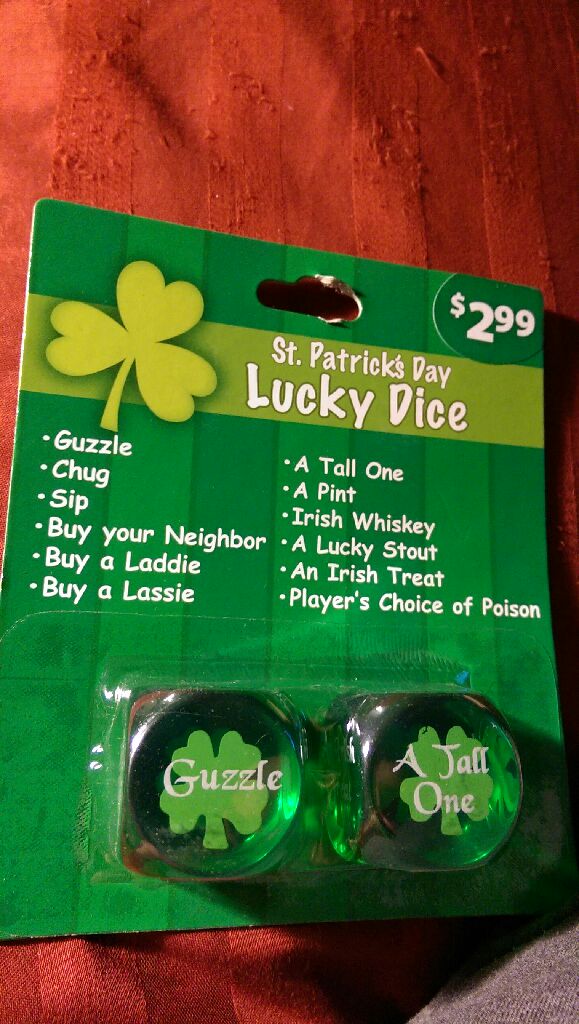 $2.99
St. Patrick's Day
Lucky Dice
• Guzzle
• Chug
• Sip
• Buy your Neighbor
• Buy a Laddie
• Buy a Lassie
• A Tall One
• A Pint
• Irish Whiskey
• A Lucky Stout
• An Irish Treat
• Player's Choice of Poison
Guzzle
A Tall
One